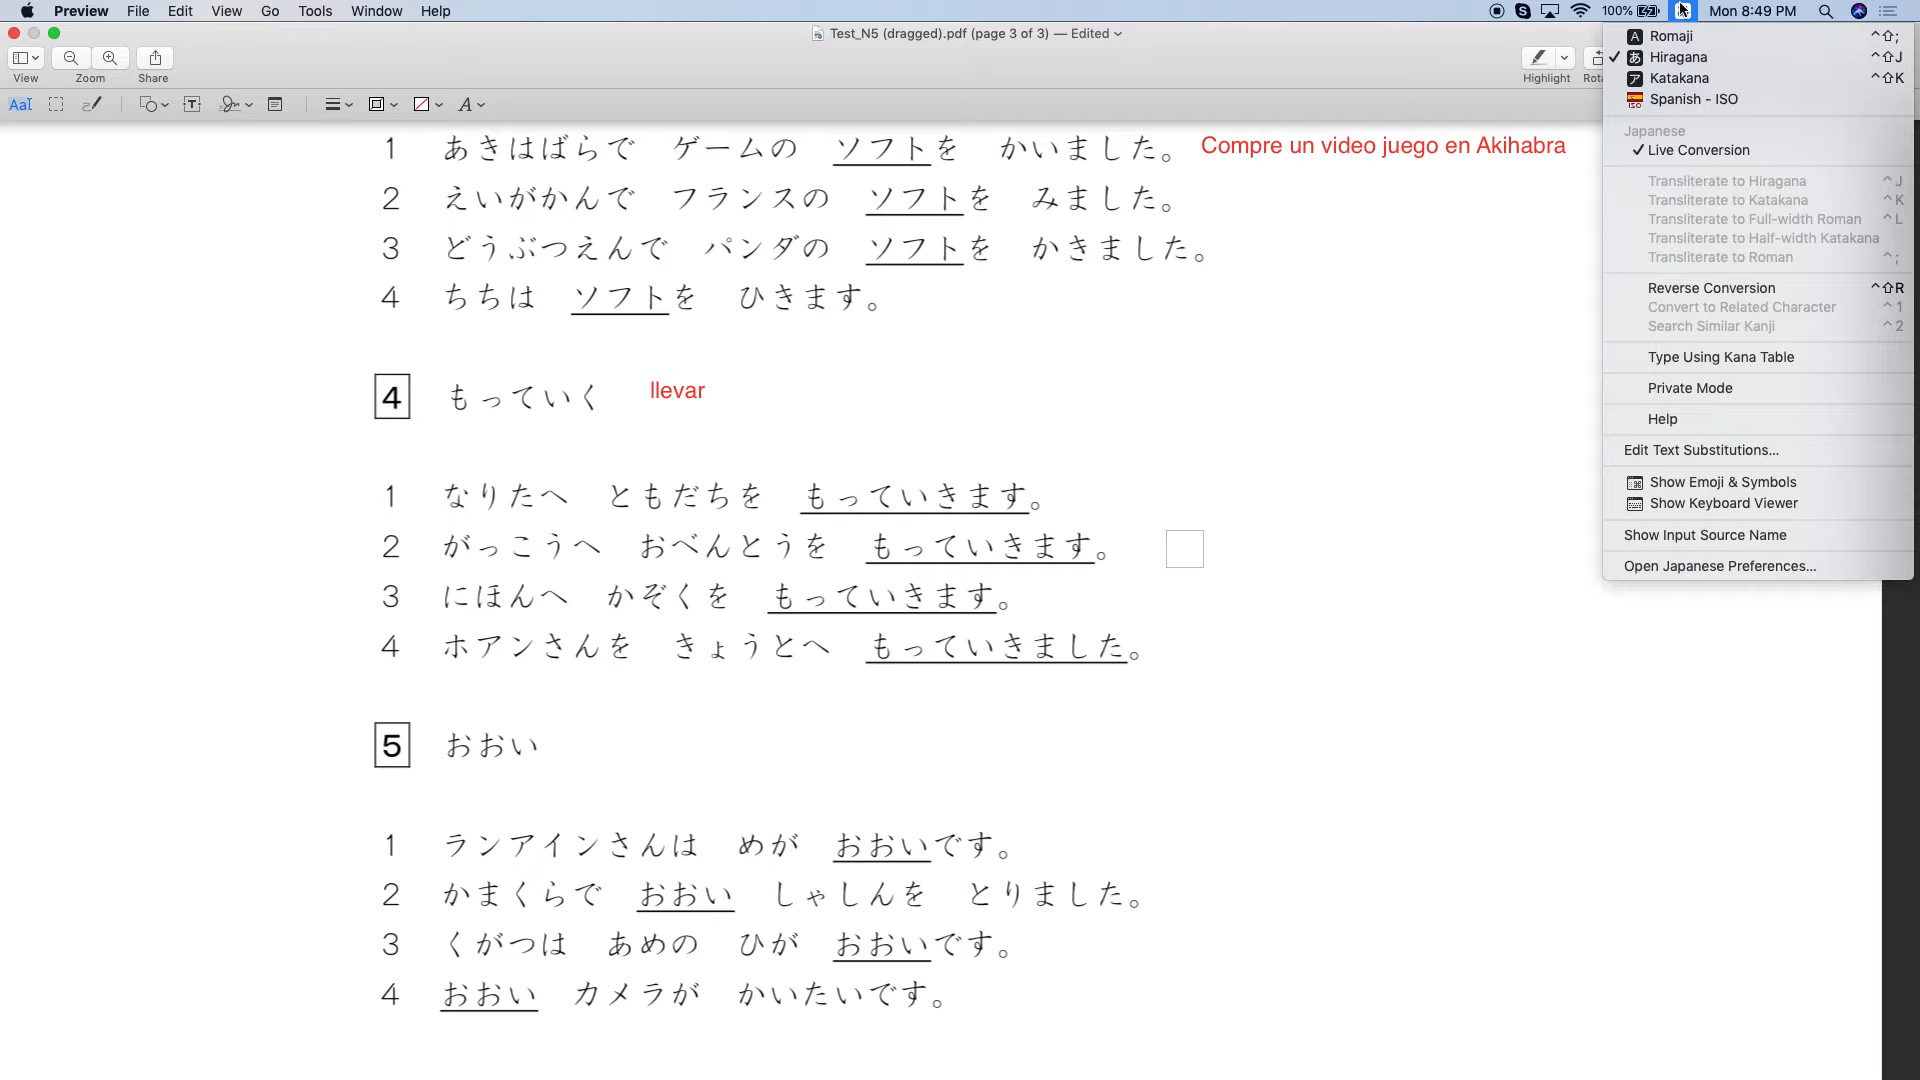 Preview File Edit View Go Tools Window Help 100% Mon 8:49 PM
Test_N5 (dragged).pdf (page 3 of 3) — Edited
View Zoom Share Highlight Rot
AaI T A
1 あきはばらで ゲームの ソフトを かいました。 Compre un video juego en Akihabra
2 えいがかんで フランスの ソフトを みました。
3 どうぶつえんで パンダの ソフトを かきました。
4 ちちは ソフトを ひきます。
4 もっていく llevar
1 なりたへ ともだちを もっていきます。
2 がっこうへ おべんとうを もっていきます。
3 にほんへ かぞくを もっていきます。
4 ホアンさんを きょうとへ もっていきました。
5 おおい
1 ランアインさんは めが おおいです。
2 かまくらで おおい しゃしんを とりました。
3 くがつは あめの ひが おおいです。
4 おおい カメラが かいたいです。
A Romaji ^⇧;
✓ あ Hiragana ^⇧J
ア Katakana ^⇧K
ISO Spanish - ISO
Japanese
✓ Live Conversion
Transliterate to Hiragana ^J
Transliterate to Katakana ^K
Transliterate to Full-width Roman ^L
Transliterate to Half-width Katakana
Transliterate to Roman ^;
Reverse Conversion ^⇧R
Convert to Related Character ^1
Search Similar Kanji ^2
Type Using Kana Table
Private Mode
Help
Edit Text Substitutions...
Show Emoji & Symbols
Show Keyboard Viewer
Show Input Source Name
Open Japanese Preferences...